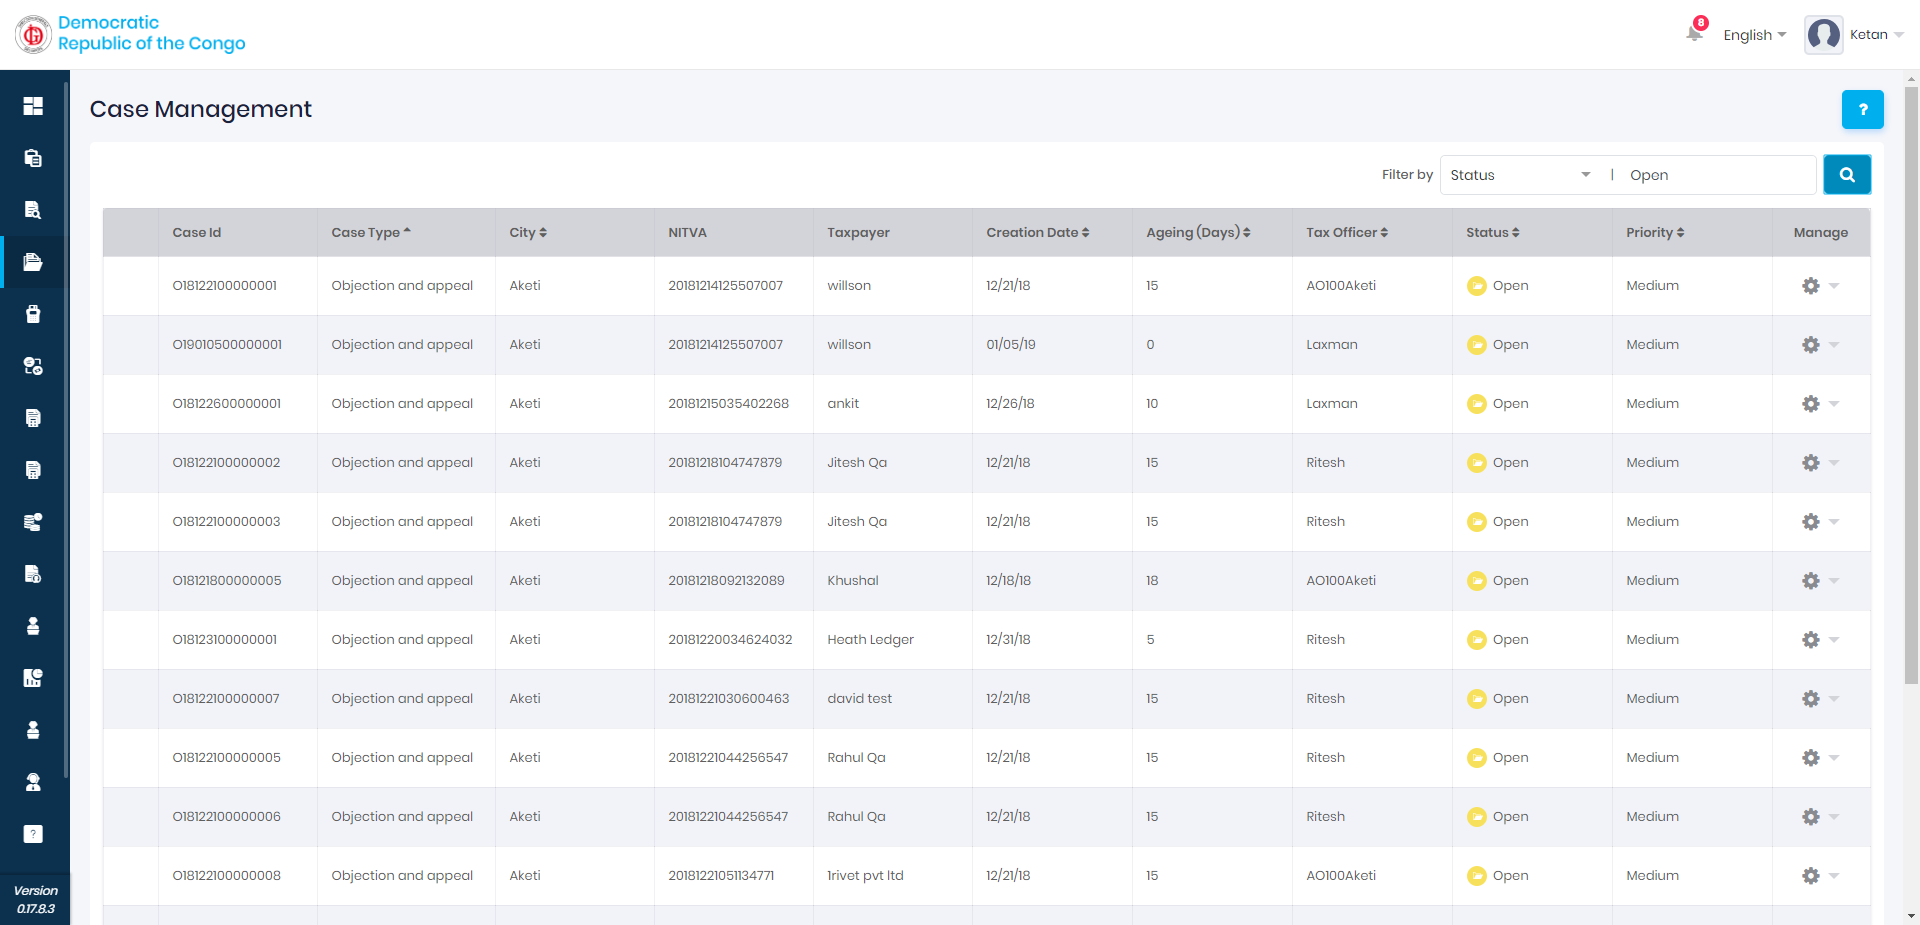 Democratic
Republic of the Congo
8
English
Ketan
Case Management
?
Filter by Status | Open
Case Id Case Type City NITVA Taxpayer Creation Date Ageing (Days) Tax Officer Status Priority Manage
O18122100000001 Objection and appeal Aketi 20181214125507007 willson 12/21/18 15 AO100Aketi Open Medium
O19010500000001 Objection and appeal Aketi 20181214125507007 willson 01/05/19 0 Laxman Open Medium
O18122600000001 Objection and appeal Aketi 20181215035402268 ankit 12/26/18 10 Laxman Open Medium
O18122100000002 Objection and appeal Aketi 20181218104747879 Jitesh Qa 12/21/18 15 Ritesh Open Medium
O18122100000003 Objection and appeal Aketi 20181218104747879 Jitesh Qa 12/21/18 15 Ritesh Open Medium
O18121800000005 Objection and appeal Aketi 20181218092132089 Khushal 12/18/18 18 AO100Aketi Open Medium
O18123100000001 Objection and appeal Aketi 20181220034624032 Heath Ledger 12/31/18 5 Ritesh Open Medium
O18122100000007 Objection and appeal Aketi 20181221030600463 david test 12/21/18 15 Ritesh Open Medium
O18122100000005 Objection and appeal Aketi 20181221044256547 Rahul Qa 12/21/18 15 Ritesh Open Medium
O18122100000006 Objection and appeal Aketi 20181221044256547 Rahul Qa 12/21/18 15 Ritesh Open Medium
O18122100000008 Objection and appeal Aketi 20181221051134771 1rivet pvt ltd 12/21/18 15 AO100Aketi Open Medium
?
Version
0.17.8.3